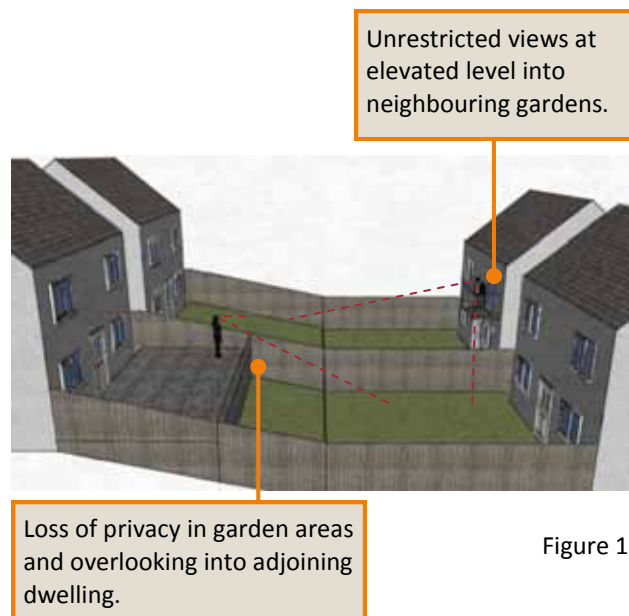 Unrestricted views at
elevated level into
neighbouring gardens.
Loss of privacy in garden areas
and overlooking into adjoining
dwelling.
Figure 1